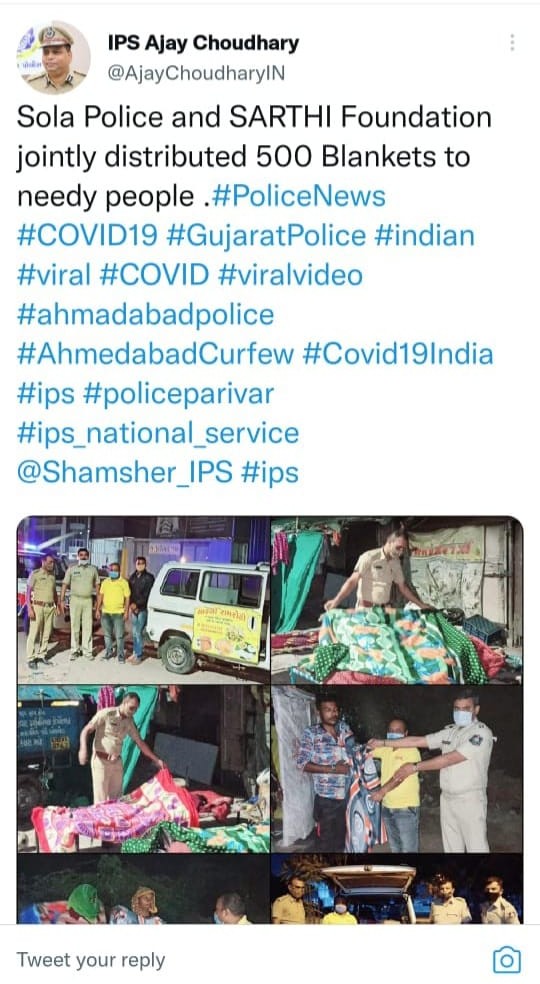 IPS Ajay Choudhary
@AjayChoudharyIN
Sola Police and SARTHI Foundation
jointly distributed 500 Blankets to
needy people .#PoliceNews
#COVID19 #GujaratPolice #indian
#viral #COVID #viralvideo
#ahmadabadpolice
#AhmedabadCurfew #Covid19India
#ips #policeparivar
#ips_national_service
@Shamsher_IPS #ips
Tweet your reply